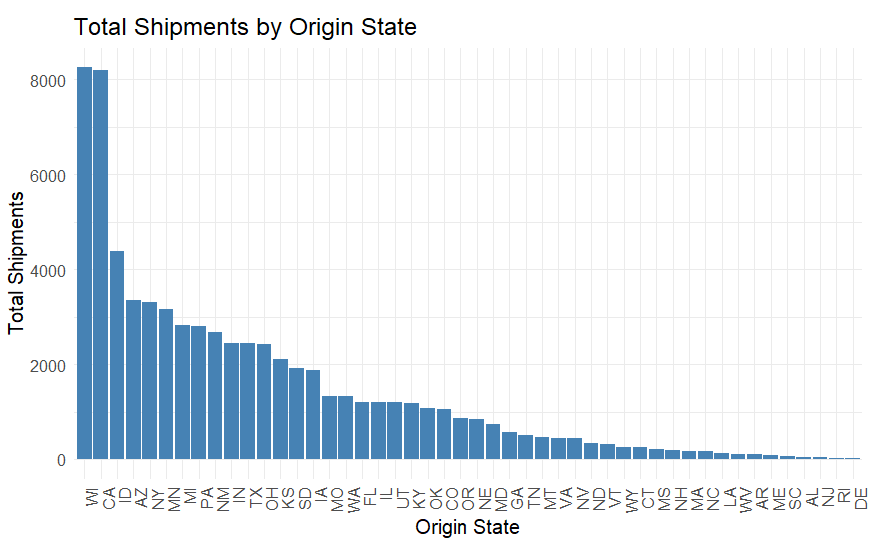 Total Shipments by Origin State
Total Shipments
8000
6000
4000
2000
0
WI CA ID AZ NY MN MI PA NM IN TX OH KS SD IA MO WA FL IL UT KY OK CO OR NE MD GA TN MT VA NV ND VT WY CT MS NH MA NC LA WV AR ME SC AL NJ RI DE
Origin State